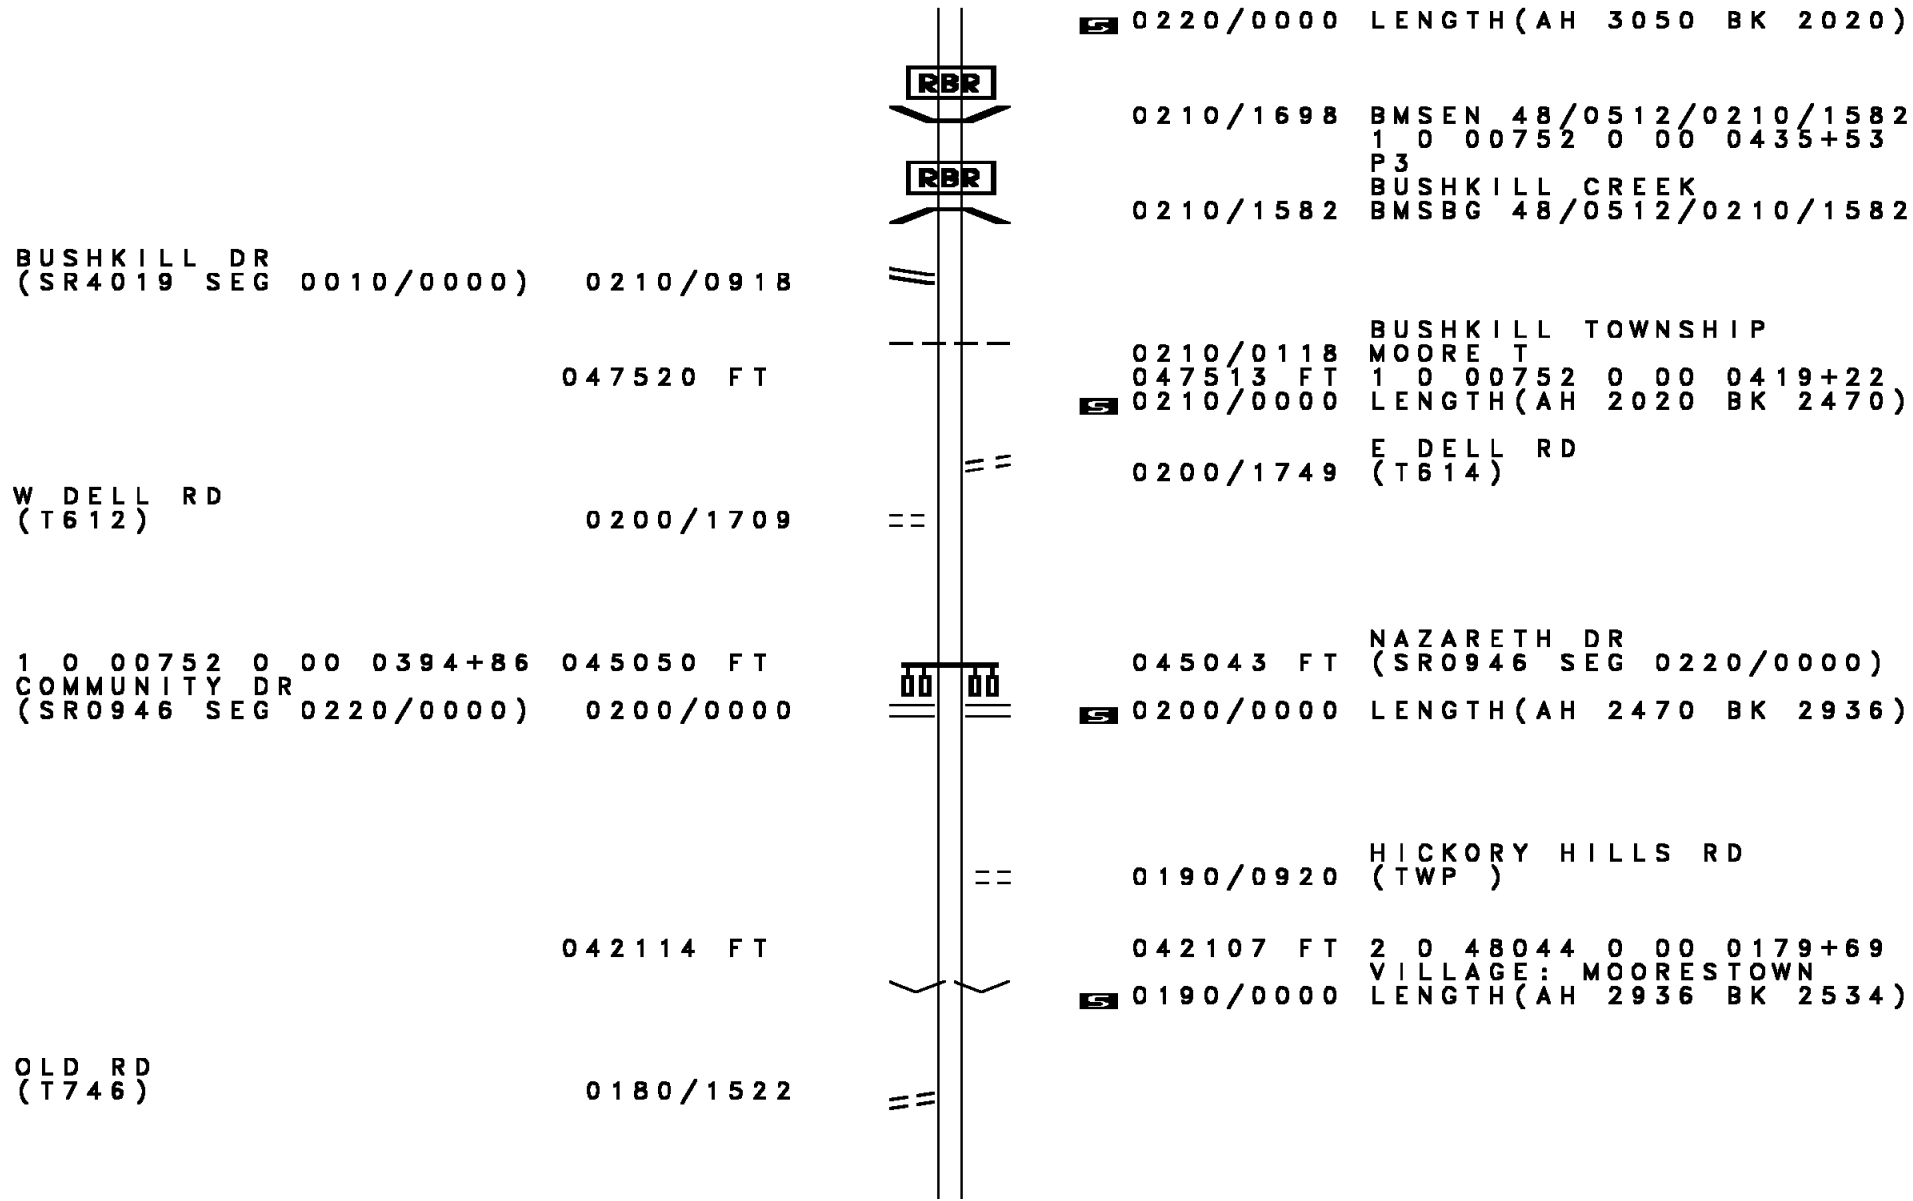 S 0220/0000 LENGTH(AH 3050 BK 2020)
RBR
0210/1698 BMSEN 48/0512/0210/1582
1 0 00752 0 00 0435+53
P3
RBR
BUSHKILL CREEK
0210/1582 BMSBG 48/0512/0210/1582
BUSHKILL DR
(SR4019 SEG 0010/0000) 0210/0918
BUSHKILL TOWNSHIP
0210/0118 MOORE T
047520 FT 047513 FT 1 0 00752 0 00 0419+22
S 0210/0000 LENGTH(AH 2020 BK 2470)
E DELL RD
0200/1749 (T614)
W DELL RD
(T612) 0200/1709
NAZARETH DR
1 0 00752 0 00 0394+86 045050 FT 045043 FT (SR0946 SEG 0220/0000)
COMMUNITY DR
(SR0946 SEG 0220/0000) 0200/0000 S 0200/0000 LENGTH(AH 2470 BK 2936)
HICKORY HILLS RD
0190/0920 (TWP )
042114 FT 042107 FT 2 0 48044 0 00 0179+69
VILLAGE: MOORESTOWN
S 0190/0000 LENGTH(AH 2936 BK 2534)
OLD RD
(T746) 0180/1522